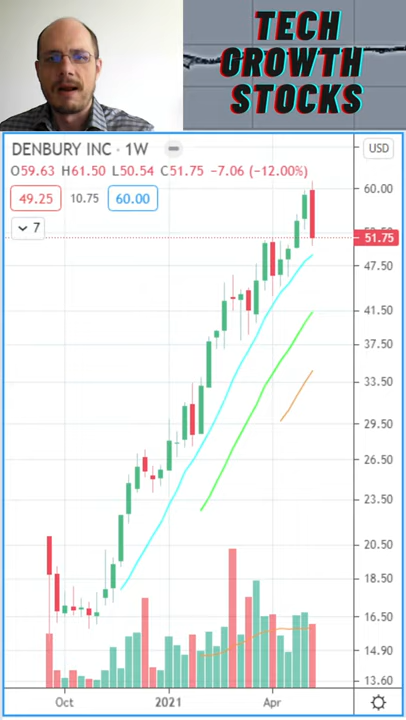 TECH
GROWTH
STOCKS
DENBURY INC · 1W
USD
O59.63 H61.50 L50.54 C51.75 −7.06 (−12.00%)
49.25 10.75 60.00
7
60.00
51.75
47.50
41.50
37.50
33.50
29.50
26.50
23.50
20.50
18.50
16.50
14.90
13.60
Oct 2021 Apr